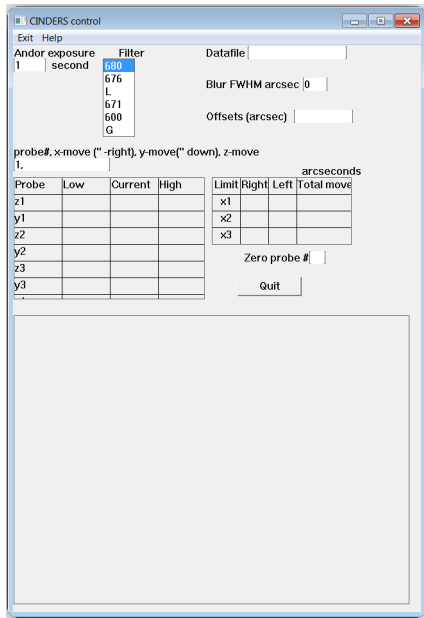 CINDERS control
Exit Help
Andor exposure Filter Datafile
1 second 680
676
L
671
600
G
Blur FWHM arcsec 0
Offsets (arcsec)
probe#, x-move (" -right), y-move(" down), z-move
1,
arcseconds
Probe Low Current High
z1
y1
z2
y2
z3
y3
Limit Right Left Total move
x1
x2
x3
Zero probe #
Quit